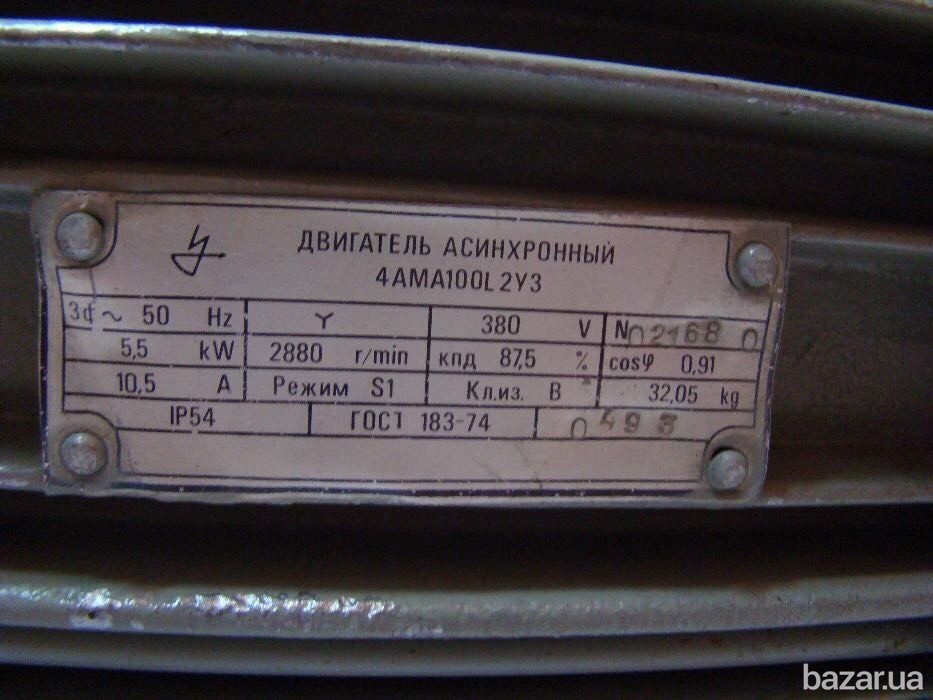 ДВИГАТЕЛЬ АСИНХРОННЫЙ
4АМА100L2У3
3ф ~ 50 Hz Y 380 V N 021680
5,5 kW 2880 r/min кпд 87,5 % cosφ 0,91
10,5 A Режим S1 Кл.из. В 32,05 kg
IP54 ГОСТ 183-74 0493
bazar.ua